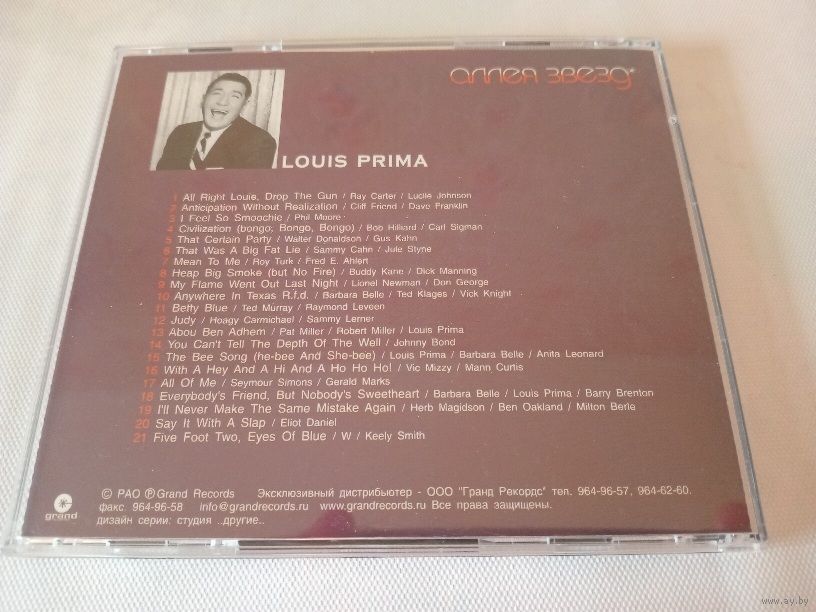 аллея звезд
LOUIS PRIMA
1 All Right Louie, Drop The Gun / Ray Carter / Lucile Johnson
2 Anticipation Without Realization / Cliff Friend / Dave Franklin
3 I Feel So Smoochie / Phil Moore
4 Civilization (bongo, Bongo, Bongo) / Bob Hilliard / Carl Sigman
5 That Certain Party / Walter Donaldson / Gus Kahn
6 That Was A Big Fat Lie / Sammy Cahn / Jule Styne
7 Mean To Me / Roy Turk / Fred E. Ahlert
8 Heap Big Smoke (but No Fire) / Buddy Kane / Dick Manning
9 My Flame Went Out Last Night / Lionel Newman / Don George
10 Anywhere In Texas R.f.d. / Barbara Belle / Ted Klages / Vick Knight
11 Betty Blue / Ted Murray / Raymond Leveen
12 Judy / Hoagy Carmichael / Sammy Lerner
13 Abou Ben Adhem / Pat Miller / Robert Miller / Louis Prima
14 You Can't Tell The Depth Of The Well / Johnny Bond
15 The Bee Song (he-bee And She-bee) / Louis Prima / Barbara Belle / Anita Leonard
16 With A Hey And A Hi And A Ho Ho Ho! / Vic Mizzy / Mann Curtis
17 All Of Me / Seymour Simons / Gerald Marks
18 Everybody's Friend, But Nobody's Sweetheart / Barbara Belle / Louis Prima / Barry Brenton
19 I'll Never Make The Same Mistake Again / Herb Magidson / Ben Oakland / Milton Berle
20 Say It With A Slap / Eliot Daniel
21 Five Foot Two, Eyes Of Blue / W / Keely Smith
© РАО ℗ Grand Records Эксклюзивный дистрибьютер - ООО "Гранд Рекордс" тел. 964-96-57, 964-62-60.
факс. 964-96-58 info@grandrecords.ru www.grandrecords.ru Все права защищены.
дизайн серии: студия ..другие..
grand
www.ay.by